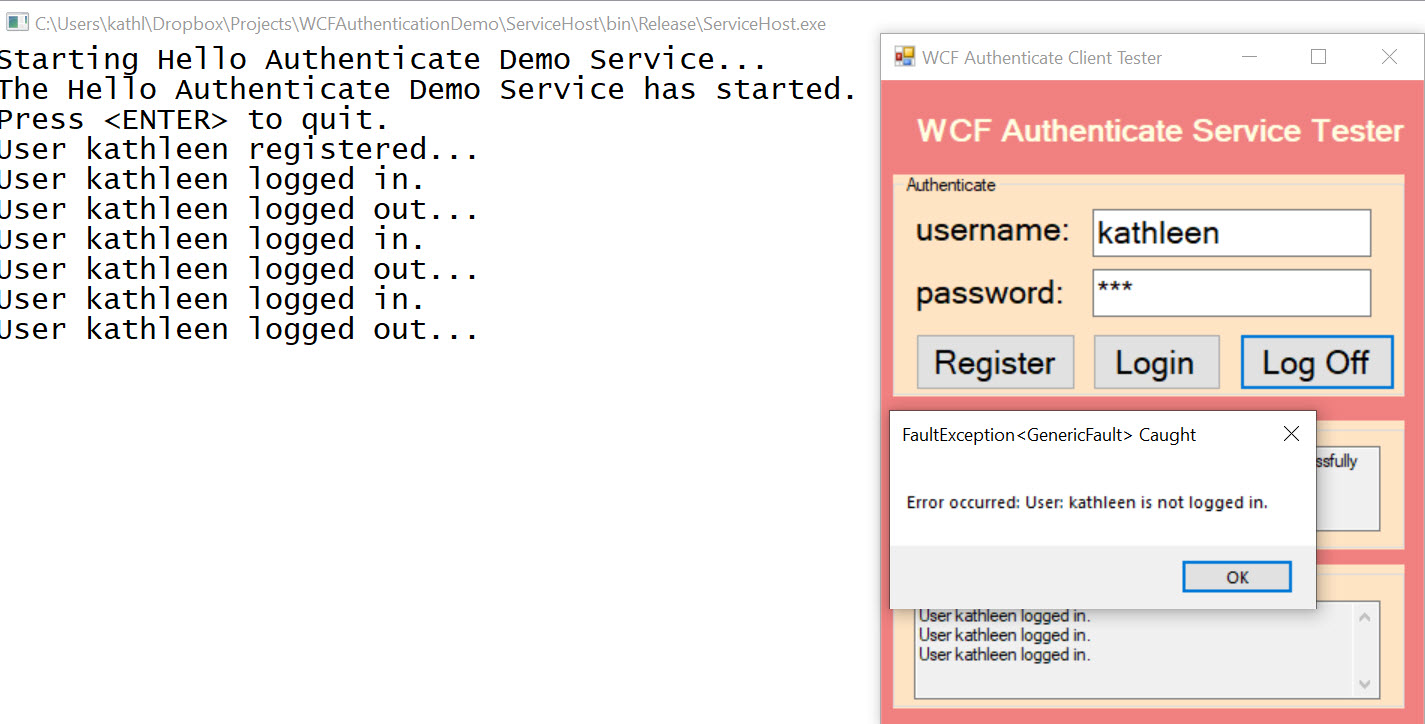 C:\Users\kathl\Dropbox\Projects\WCFAuthenticationDemo\ServiceHost\bin\Release\ServiceHost.exe
Starting Hello Authenticate Demo Service...
The Hello Authenticate Demo Service has started.
Press <ENTER> to quit.
User kathleen registered...
User kathleen logged in.
User kathleen logged out...
User kathleen logged in.
User kathleen logged out...
User kathleen logged in.
User kathleen logged out...
WCF Authenticate Client Tester
WCF Authenticate Service Tester
Authenticate
username: kathleen
password: ***
Register Login Log Off
FaultException<GenericFault> Caught
ssfully
Error occurred: User: kathleen is not logged in.
OK
User kathleen logged in.
User kathleen logged in.
User kathleen logged in.